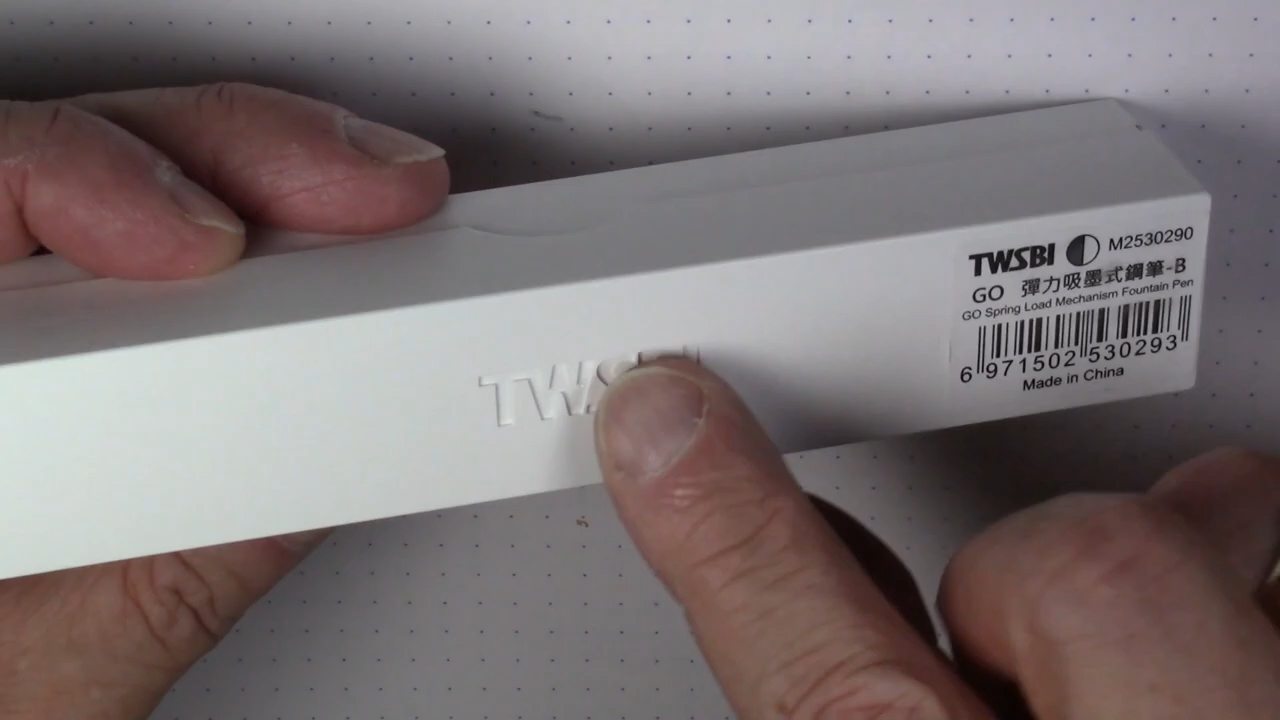 TWSBI M2530290
GO 彈力吸墨式鋼筆-B
GO Spring Load Mechanism Fountain Pen
6 971502 530293
Made in China
TWSBI